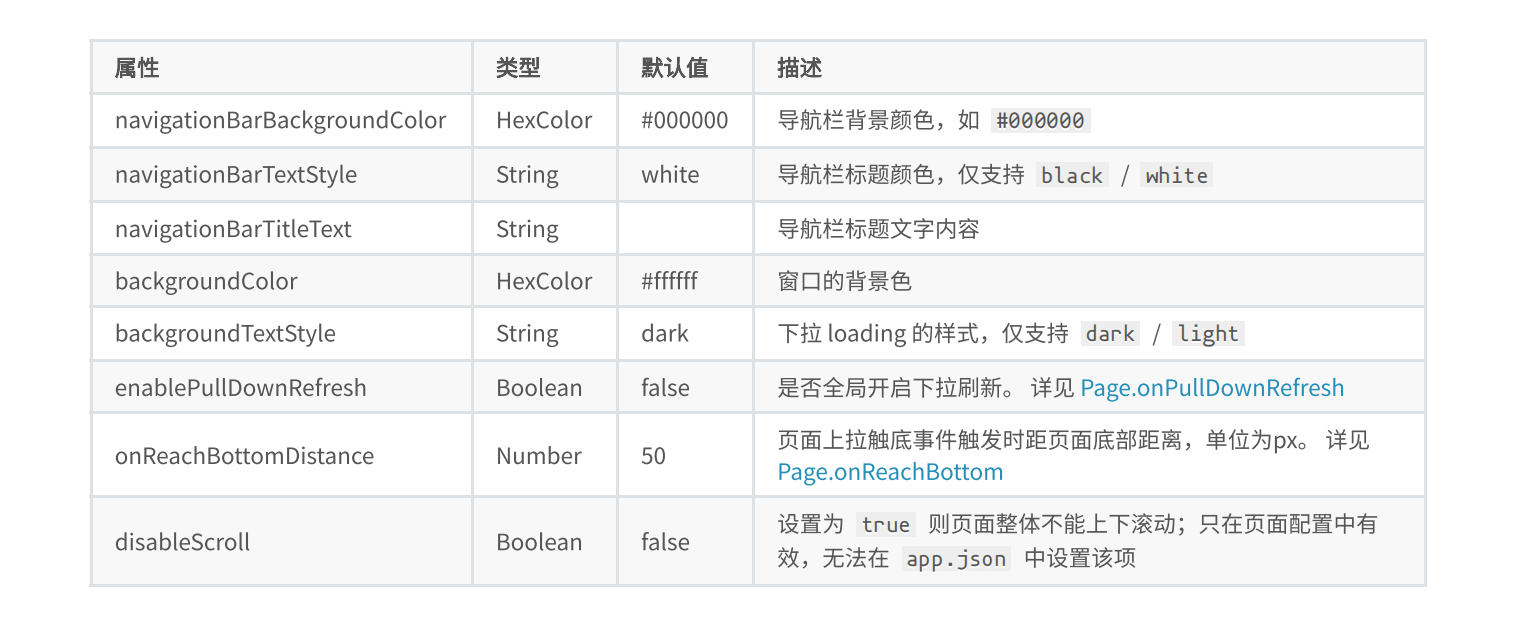 属性 类型 默认值 描述
navigationBarBackgroundColor HexColor #000000 导航栏背景颜色，如 #000000
navigationBarTextStyle String white 导航栏标题颜色，仅支持 black / white
navigationBarTitleText String 导航栏标题文字内容
backgroundColor HexColor #ffffff 窗口的背景色
backgroundTextStyle String dark 下拉 loading 的样式，仅支持 dark / light
enablePullDownRefresh Boolean false 是否全局开启下拉刷新。 详见 Page.onPullDownRefresh
onReachBottomDistance Number 50 页面上拉触底事件触发时距页面底部距离，单位为px。 详见
Page.onReachBottom
disableScroll Boolean false 设置为 true 则页面整体不能上下滚动；只在页面配置中有
效，无法在 app.json 中设置该项